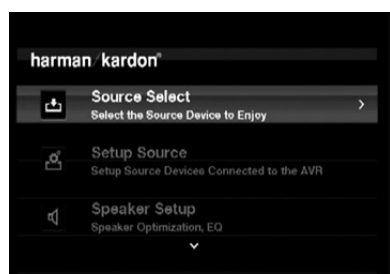 harman/kardon®
Source Select
Select the Source Device to Enjoy
Setup Source
Setup Source Devices Connected to the AVR
Speaker Setup
Speaker Optimization, EQ